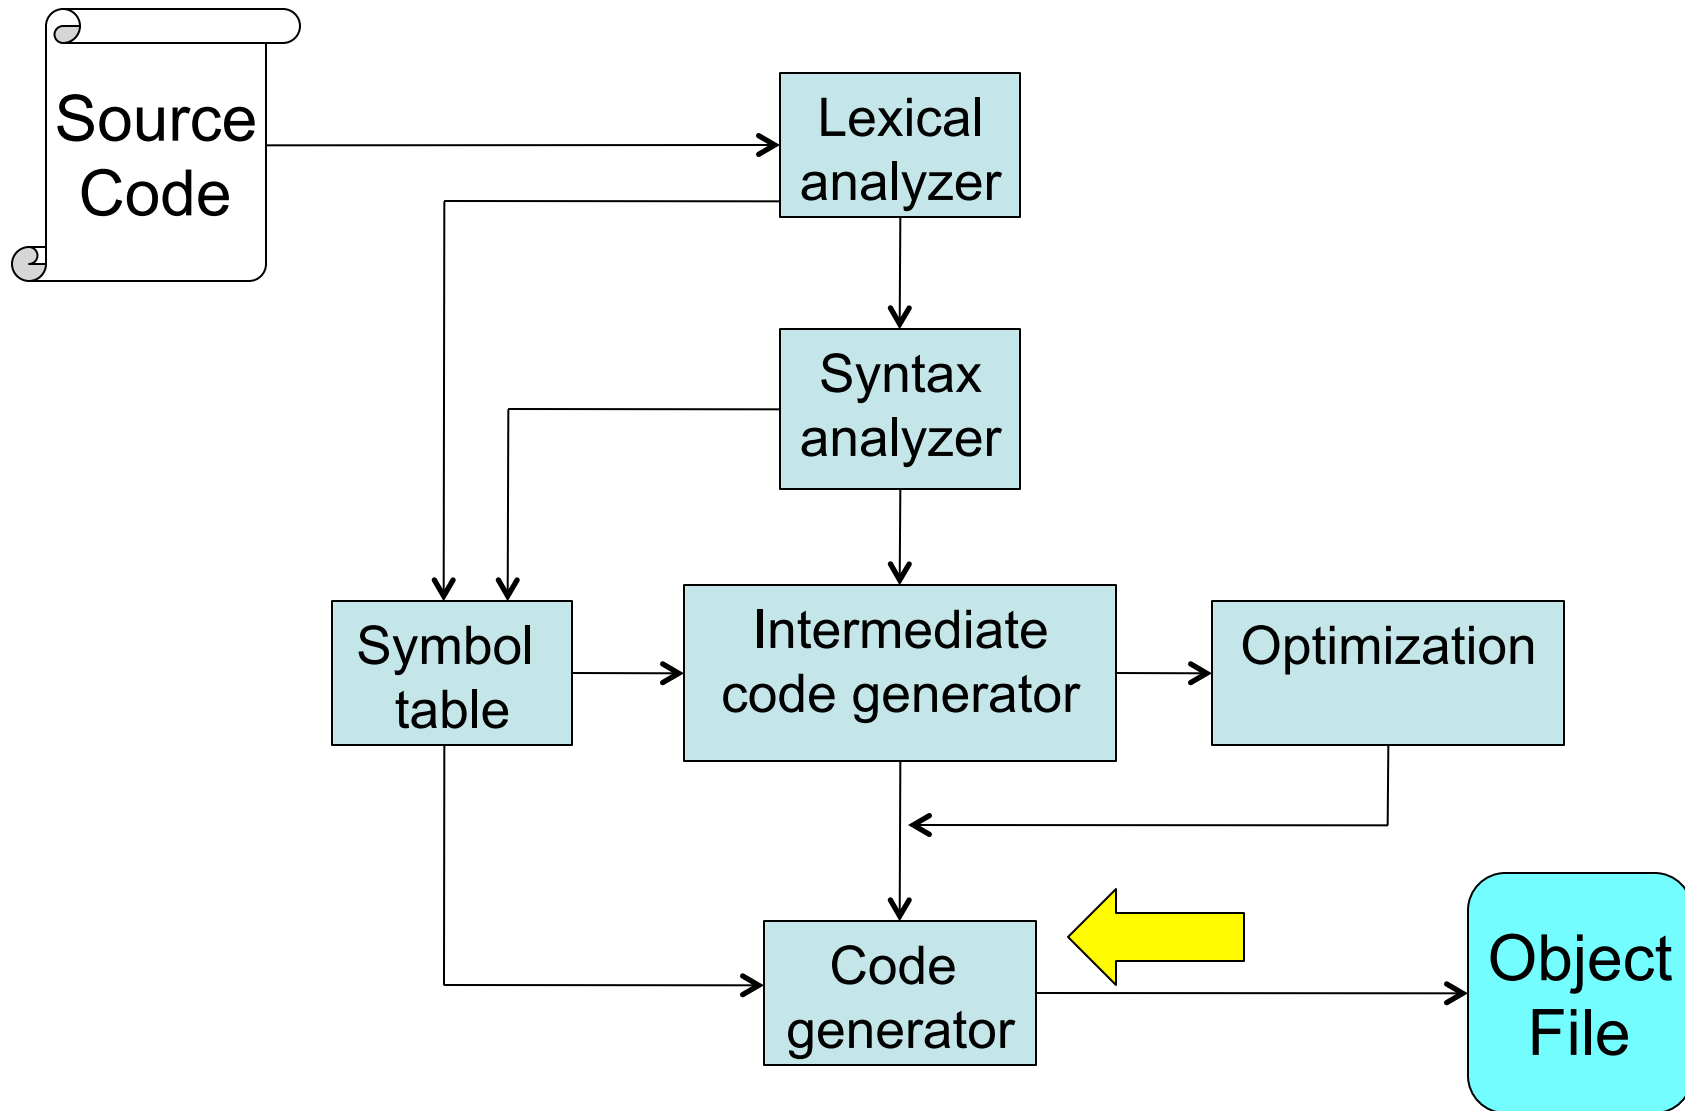 Source
Code
Lexical
analyzer
Syntax
analyzer
Symbol
table
Intermediate
code generator
Optimization
Code
generator
Object
File